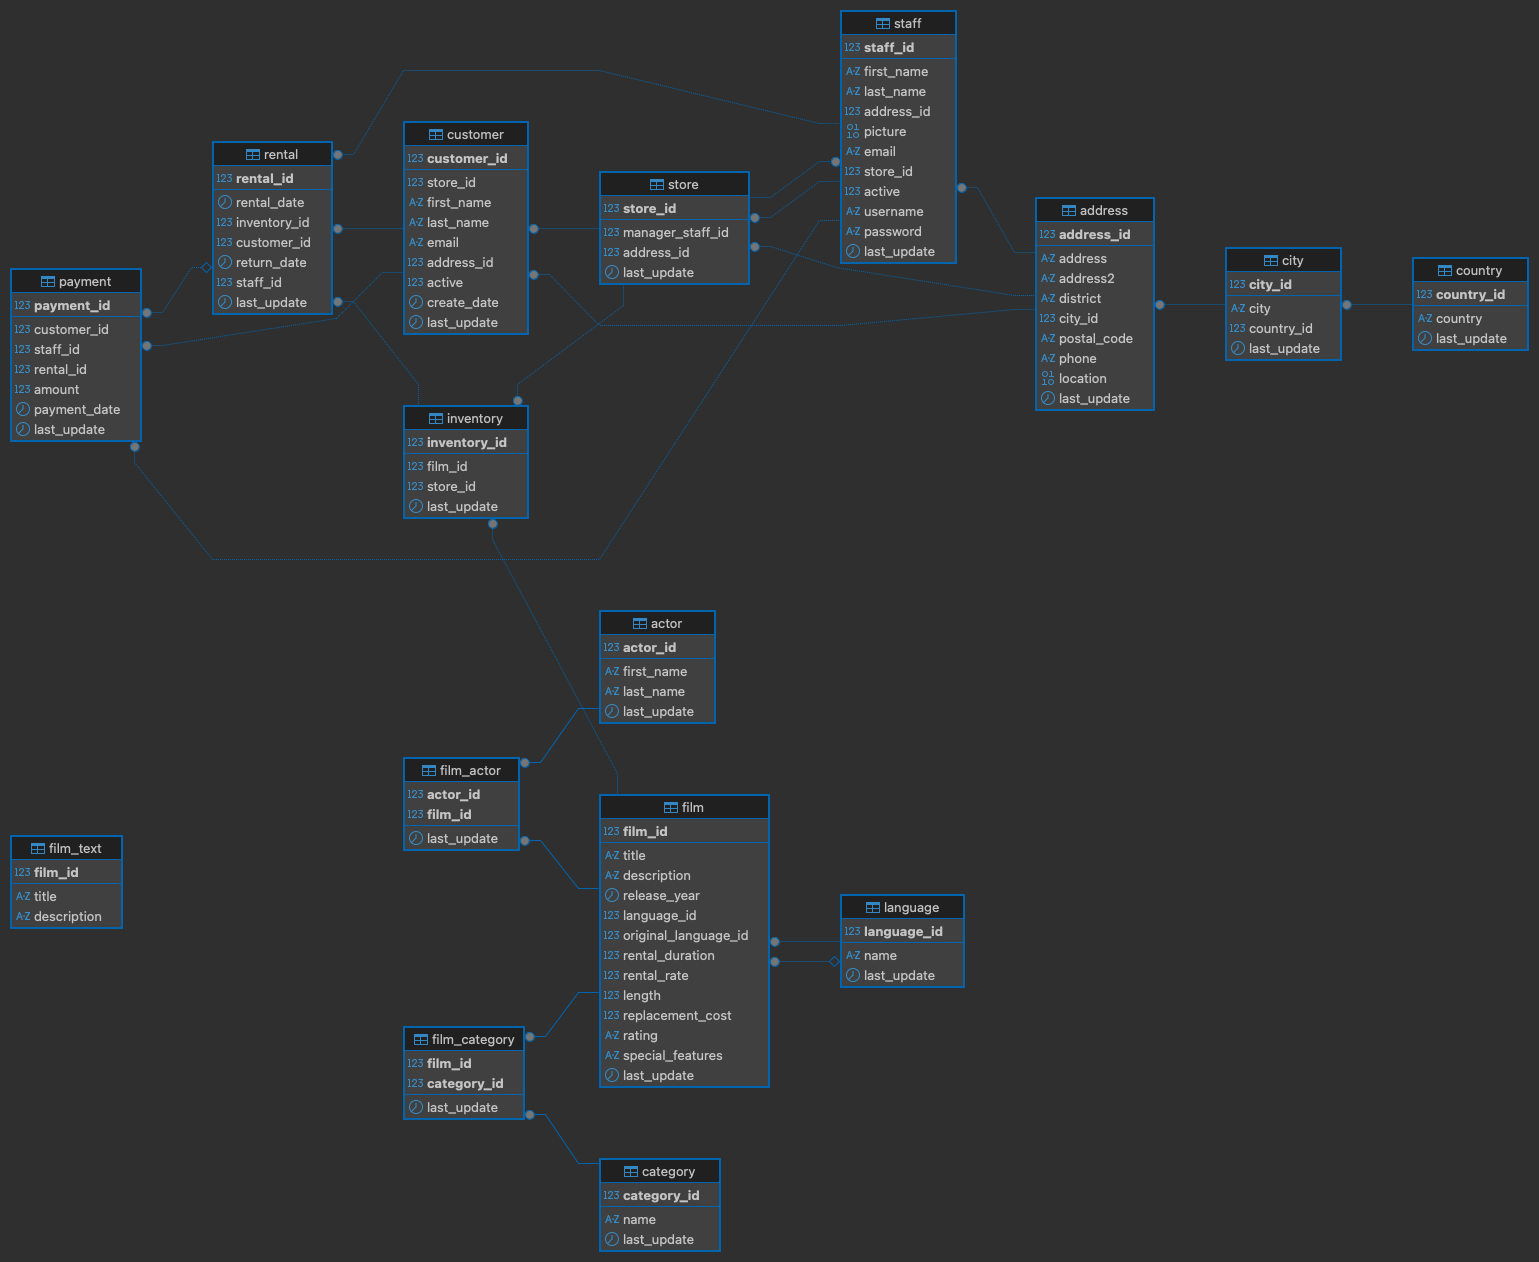 staff
123 staff_id
A-Z first_name
A-Z last_name
123 address_id
01
10 picture
A-Z email
123 store_id
123 active
A-Z username
A-Z password
last_update
customer
123 customer_id
123 store_id
A-Z first_name
A-Z last_name
A-Z email
123 address_id
123 active
create_date
last_update
rental
123 rental_id
rental_date
123 inventory_id
123 customer_id
return_date
123 staff_id
last_update
store
123 store_id
123 manager_staff_id
123 address_id
last_update
address
123 address_id
A-Z address
A-Z address2
A-Z district
123 city_id
A-Z postal_code
A-Z phone
01
10 location
last_update
city
123 city_id
A-Z city
123 country_id
last_update
country
123 country_id
A-Z country
last_update
payment
123 payment_id
123 customer_id
123 staff_id
123 rental_id
123 amount
payment_date
last_update
inventory
123 inventory_id
123 film_id
123 store_id
last_update
actor
123 actor_id
A-Z first_name
A-Z last_name
last_update
film_actor
123 actor_id
123 film_id
last_update
film
123 film_id
A-Z title
A-Z description
release_year
123 language_id
123 original_language_id
123 rental_duration
123 rental_rate
123 length
123 replacement_cost
A-Z rating
A-Z special_features
last_update
film_text
123 film_id
A-Z title
A-Z description
language
123 language_id
A-Z name
last_update
film_category
123 film_id
123 category_id
last_update
category
123 category_id
A-Z name
last_update